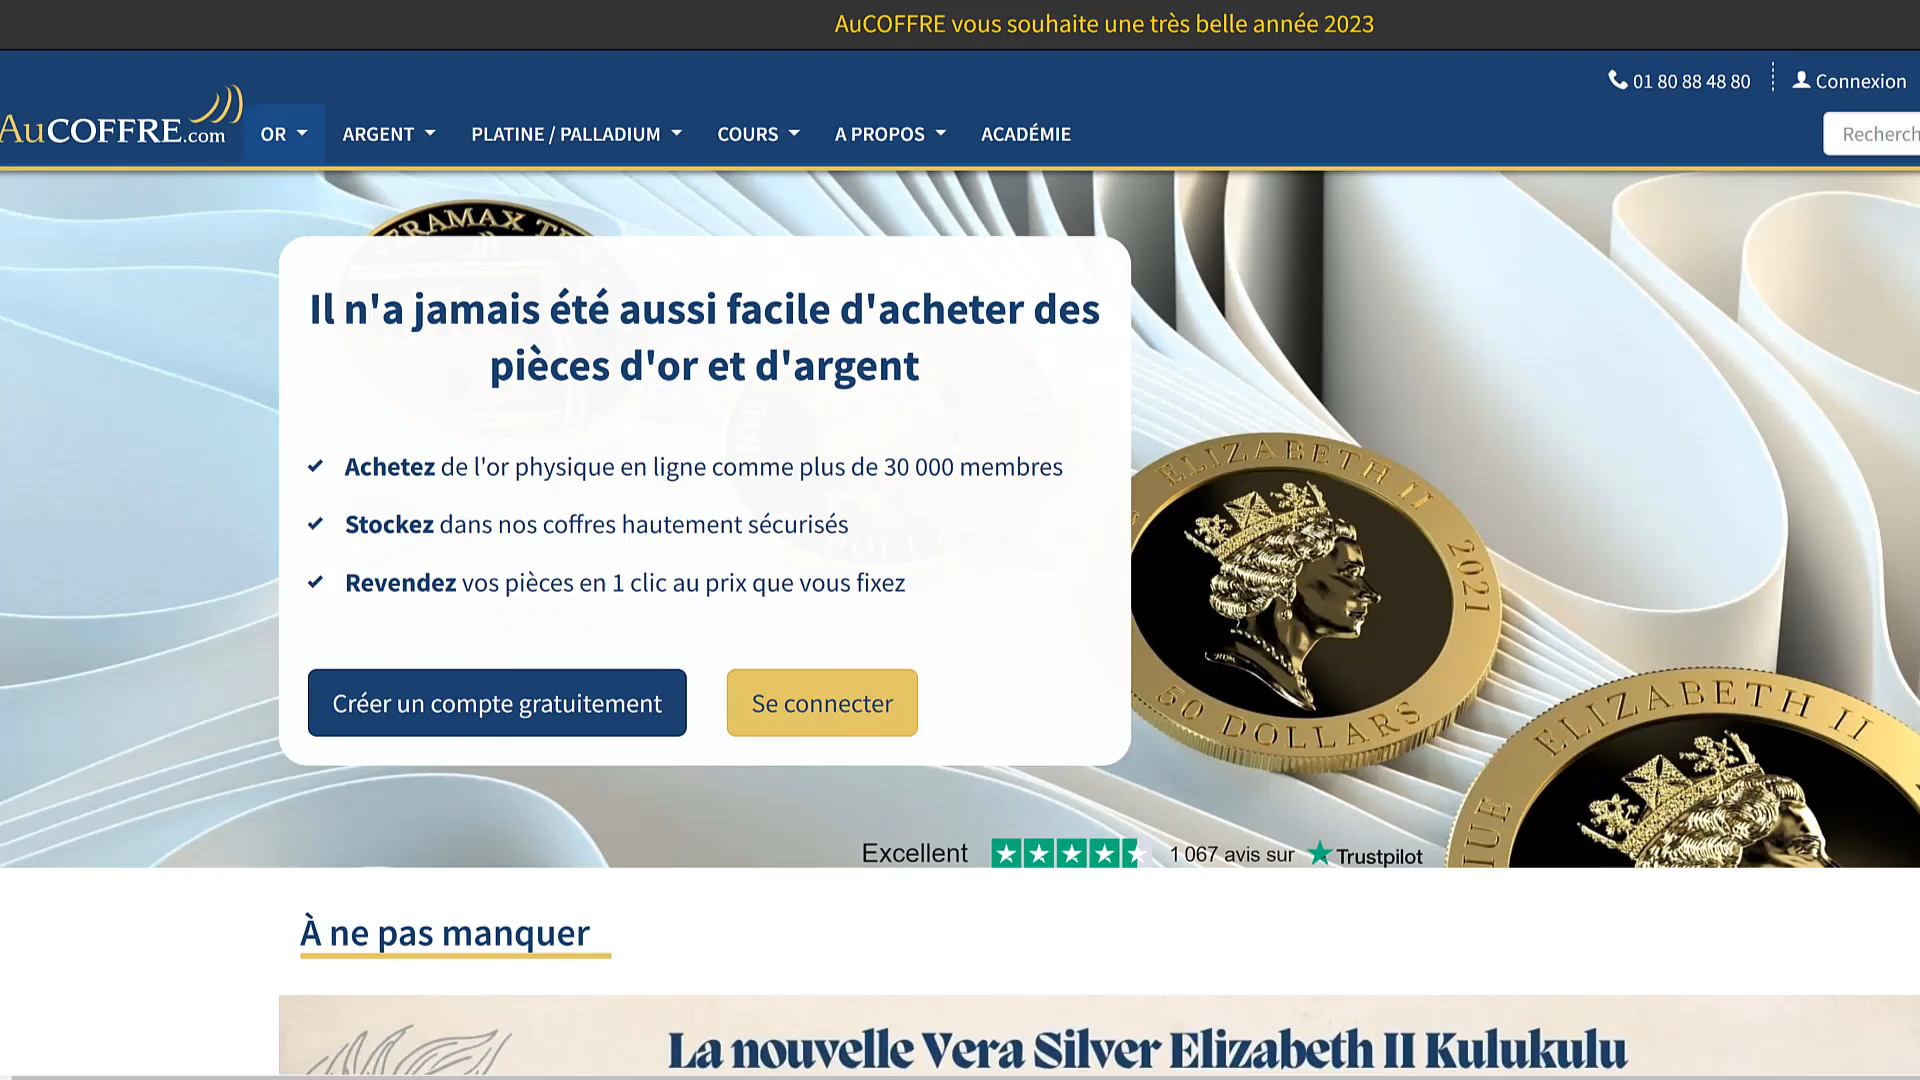 AuCOFFRE vous souhaite une très belle année 2023
01 80 88 48 80
Connexion
AuCOFFRE.com
OR
ARGENT
PLATINE / PALLADIUM
COURS
A PROPOS
ACADÉMIE
Recherch
ERAMAX
Il n'a jamais été aussi facile d'acheter des
pièces d'or et d'argent
Achetez de l'or physique en ligne comme plus de 30 000 membres
Stockez dans nos coffres hautement sécurisés
Revendez vos pièces en 1 clic au prix que vous fixez
Créer un compte gratuitement
Se connecter
ELIZABETH II
2021
50 DOLLARS
ELIZABETH II
IUE
Excellent
1 067 avis sur
Trustpilot
À ne pas manquer
La nouvelle Vera Silver Elizabeth II Kulukulu